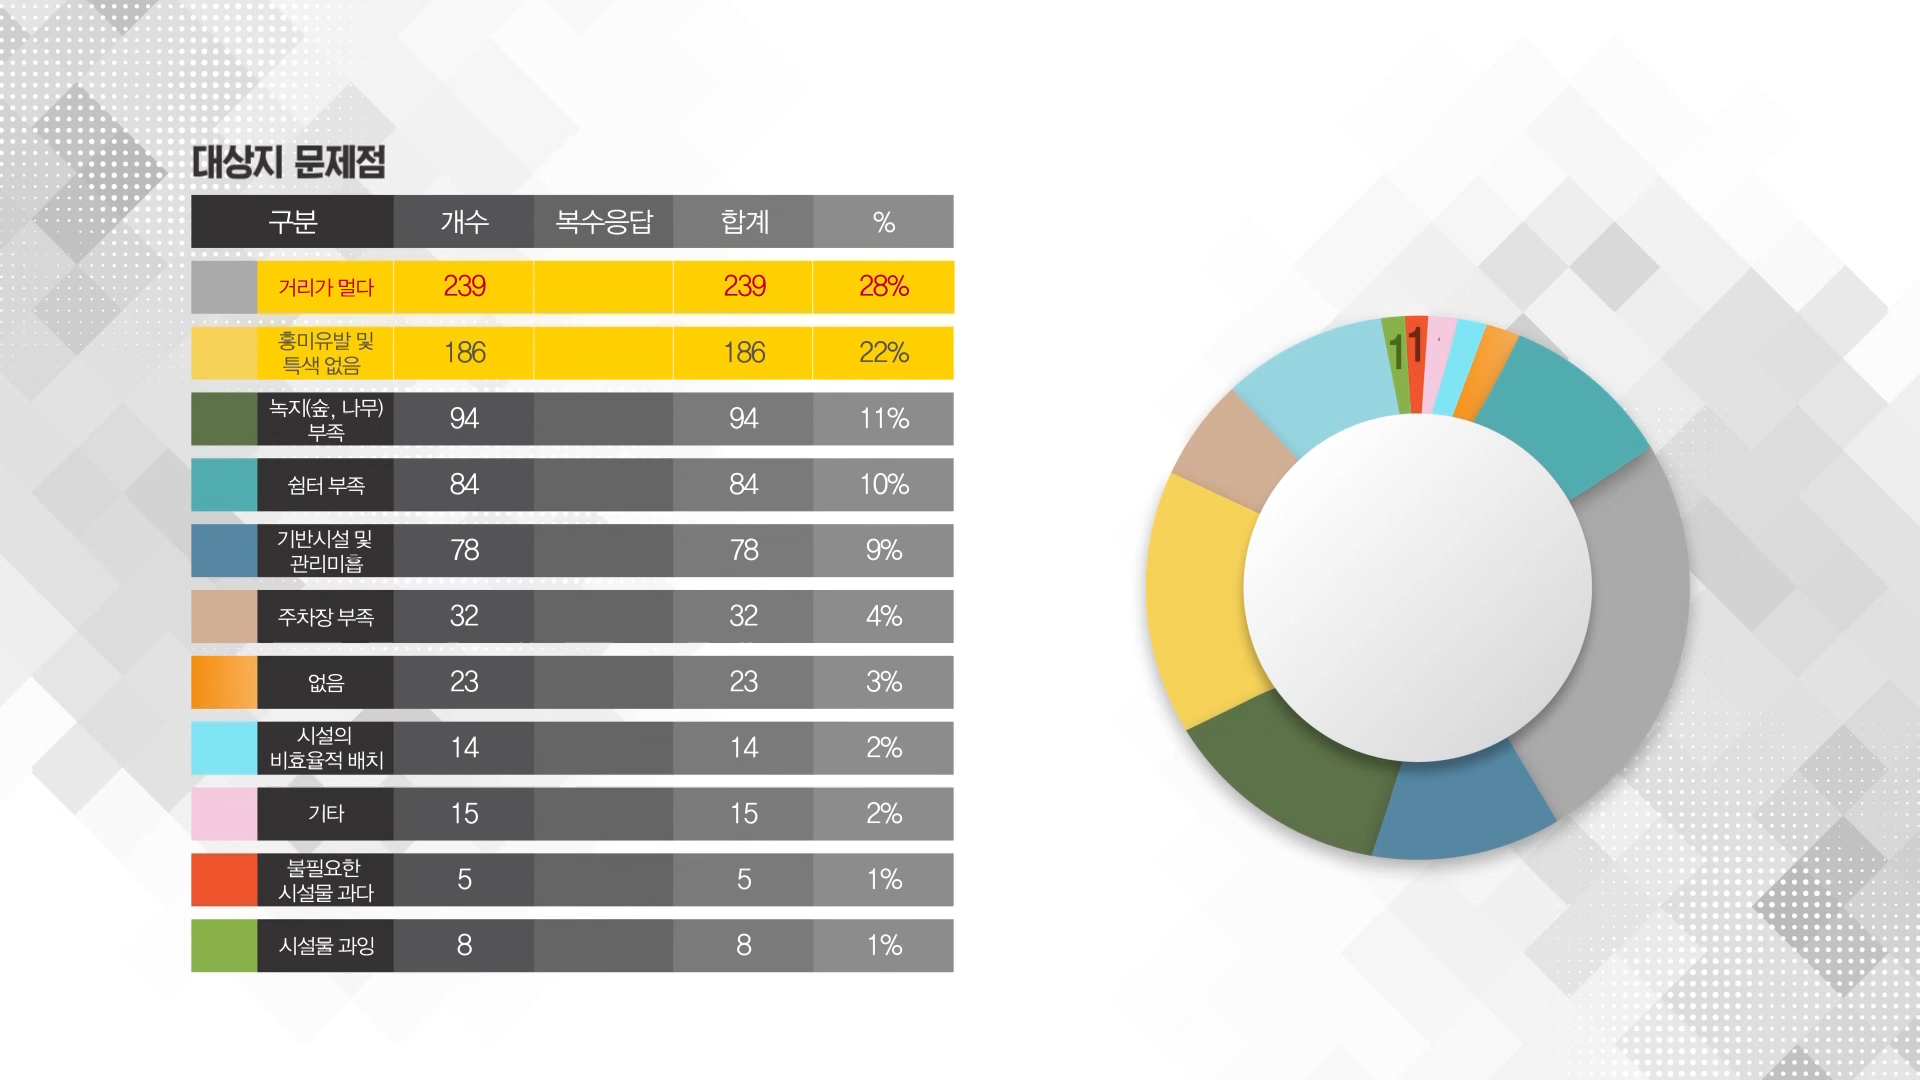 대상지 문제점
구분 개수 복수응답 합계 %
거리가 멀다 239 239 28%
흥미유발 및
특색 없음 186 186 22%
녹지(숲, 나무)
부족 94 94 11%
쉼터 부족 84 84 10%
기반시설 및
관리미흡 78 78 9%
주차장 부족 32 32 4%
없음 23 23 3%
시설의
비효율적 배치 14 14 2%
기타 15 15 2%
불필요한
시설물 과다 5 5 1%
시설물 과잉 8 8 1%
1 1